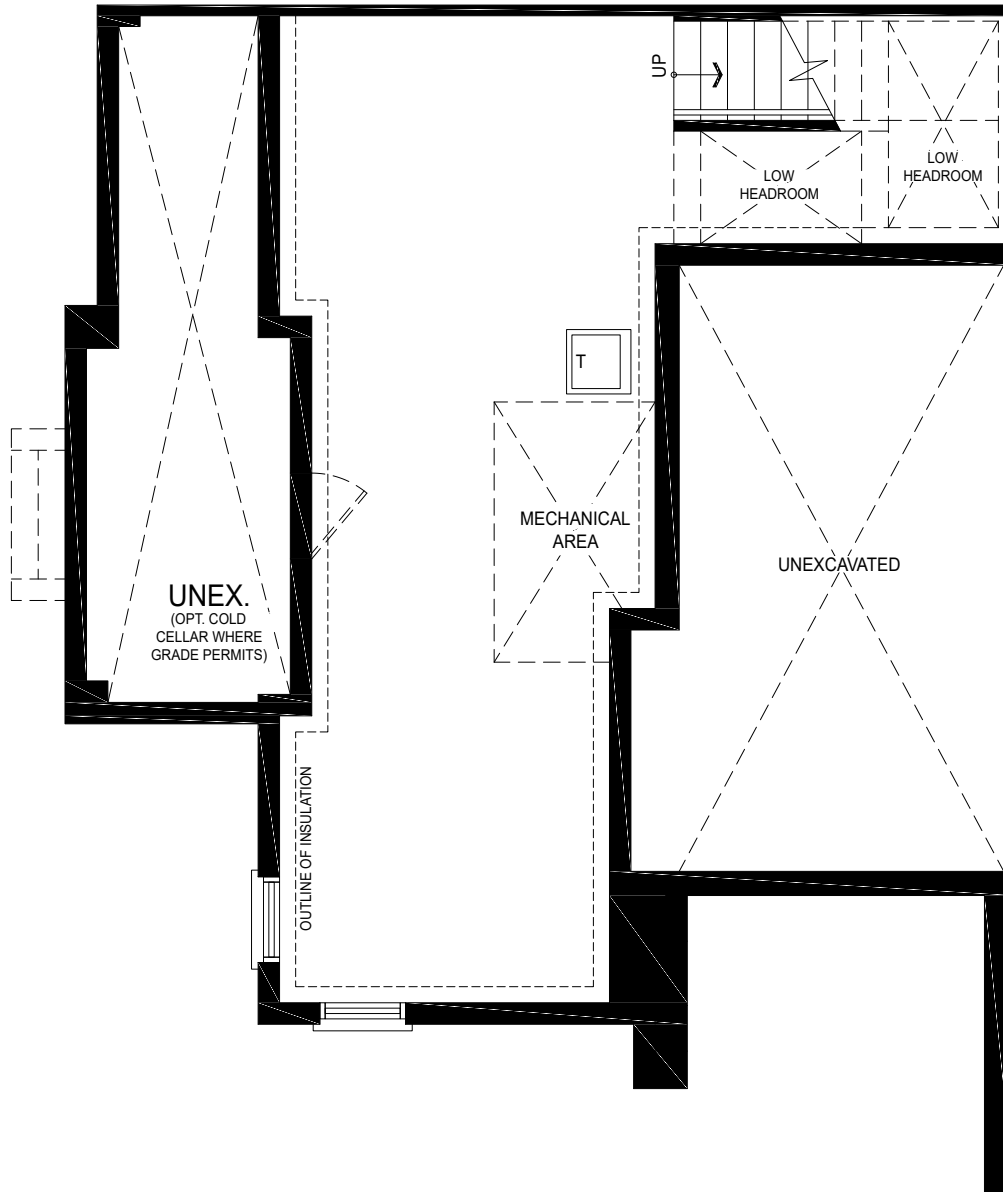 UP
LOW
HEADROOM
LOW
HEADROOM
T
MECHANICAL
AREA
UNEXCAVATED
UNEX.
(OPT. COLD
CELLAR WHERE
GRADE PERMITS)
OUTLINE OF INSULATION